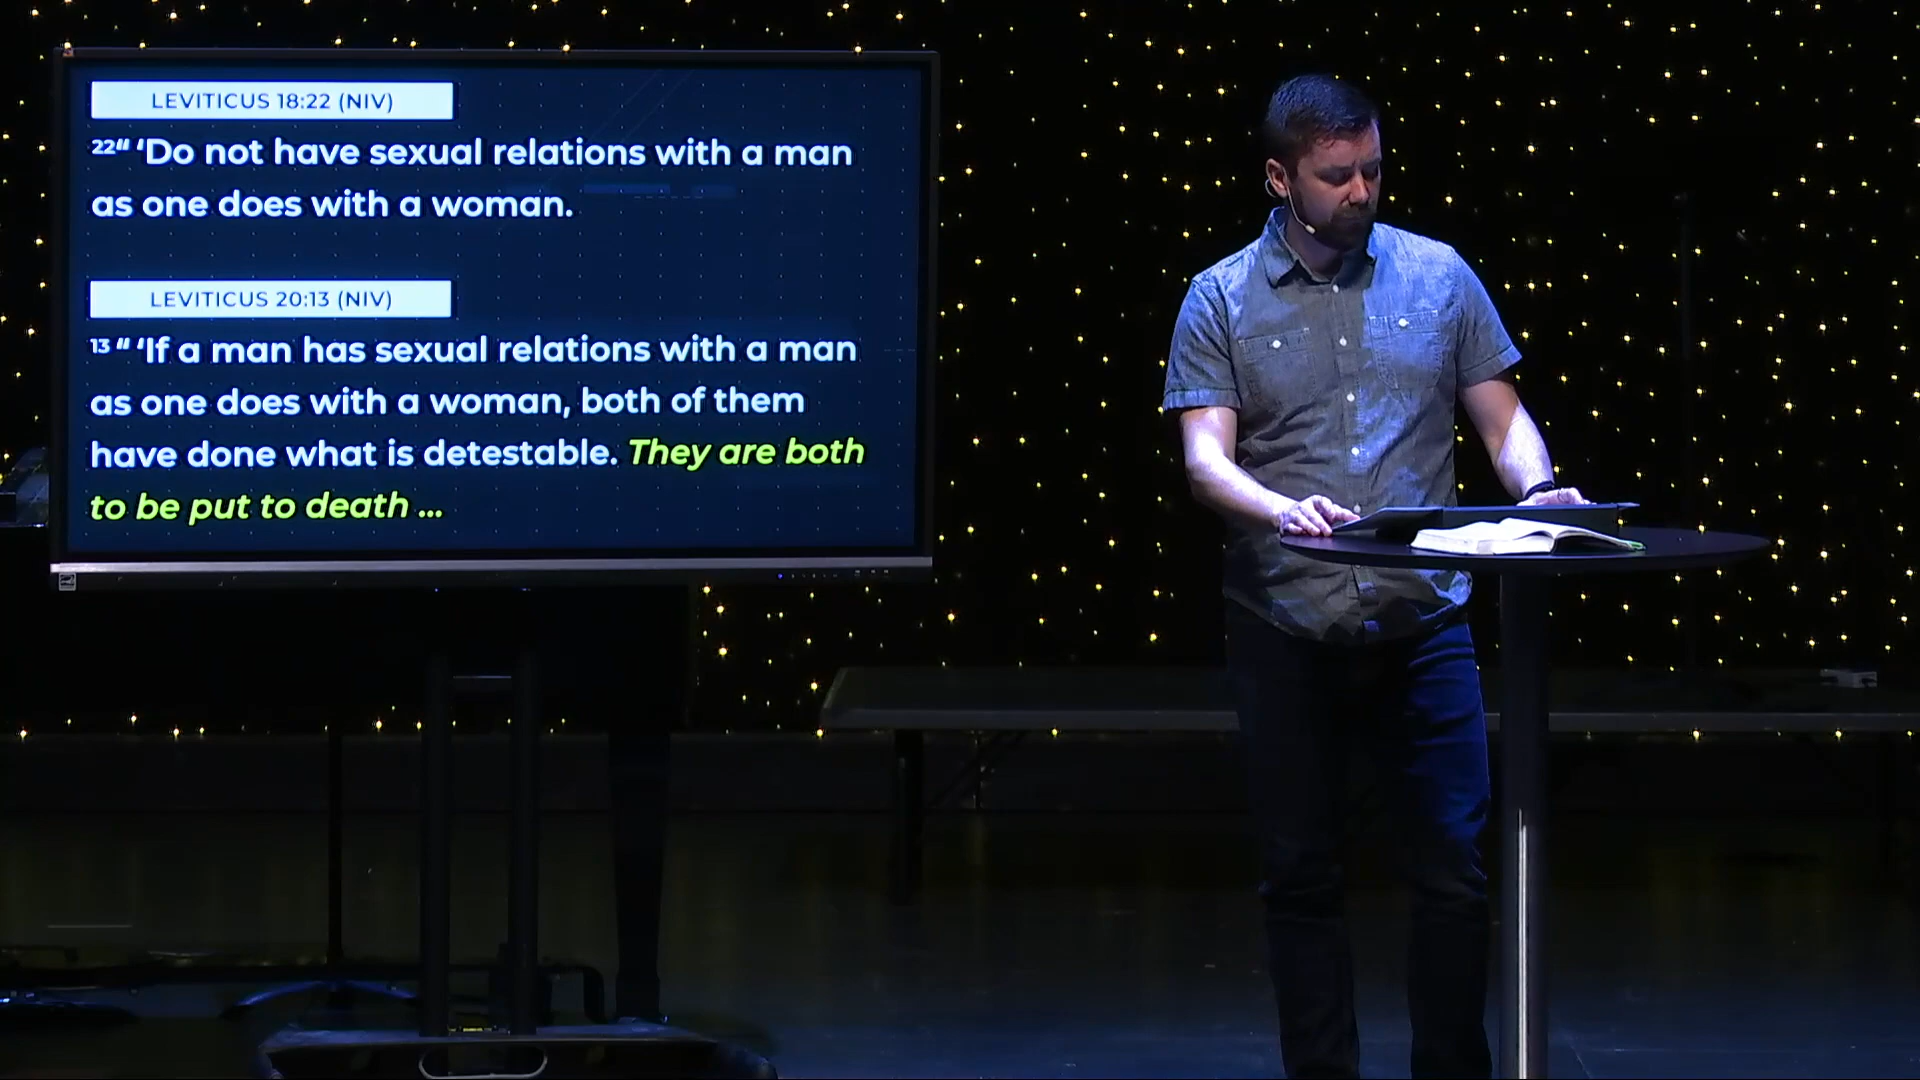 LEVITICUS 18:22 (NIV)
²²“ ‘Do not have sexual relations with a man
as one does with a woman.
LEVITICUS 20:13 (NIV)
¹³ “ ‘If a man has sexual relations with a man
as one does with a woman, both of them
have done what is detestable. They are both
to be put to death ...